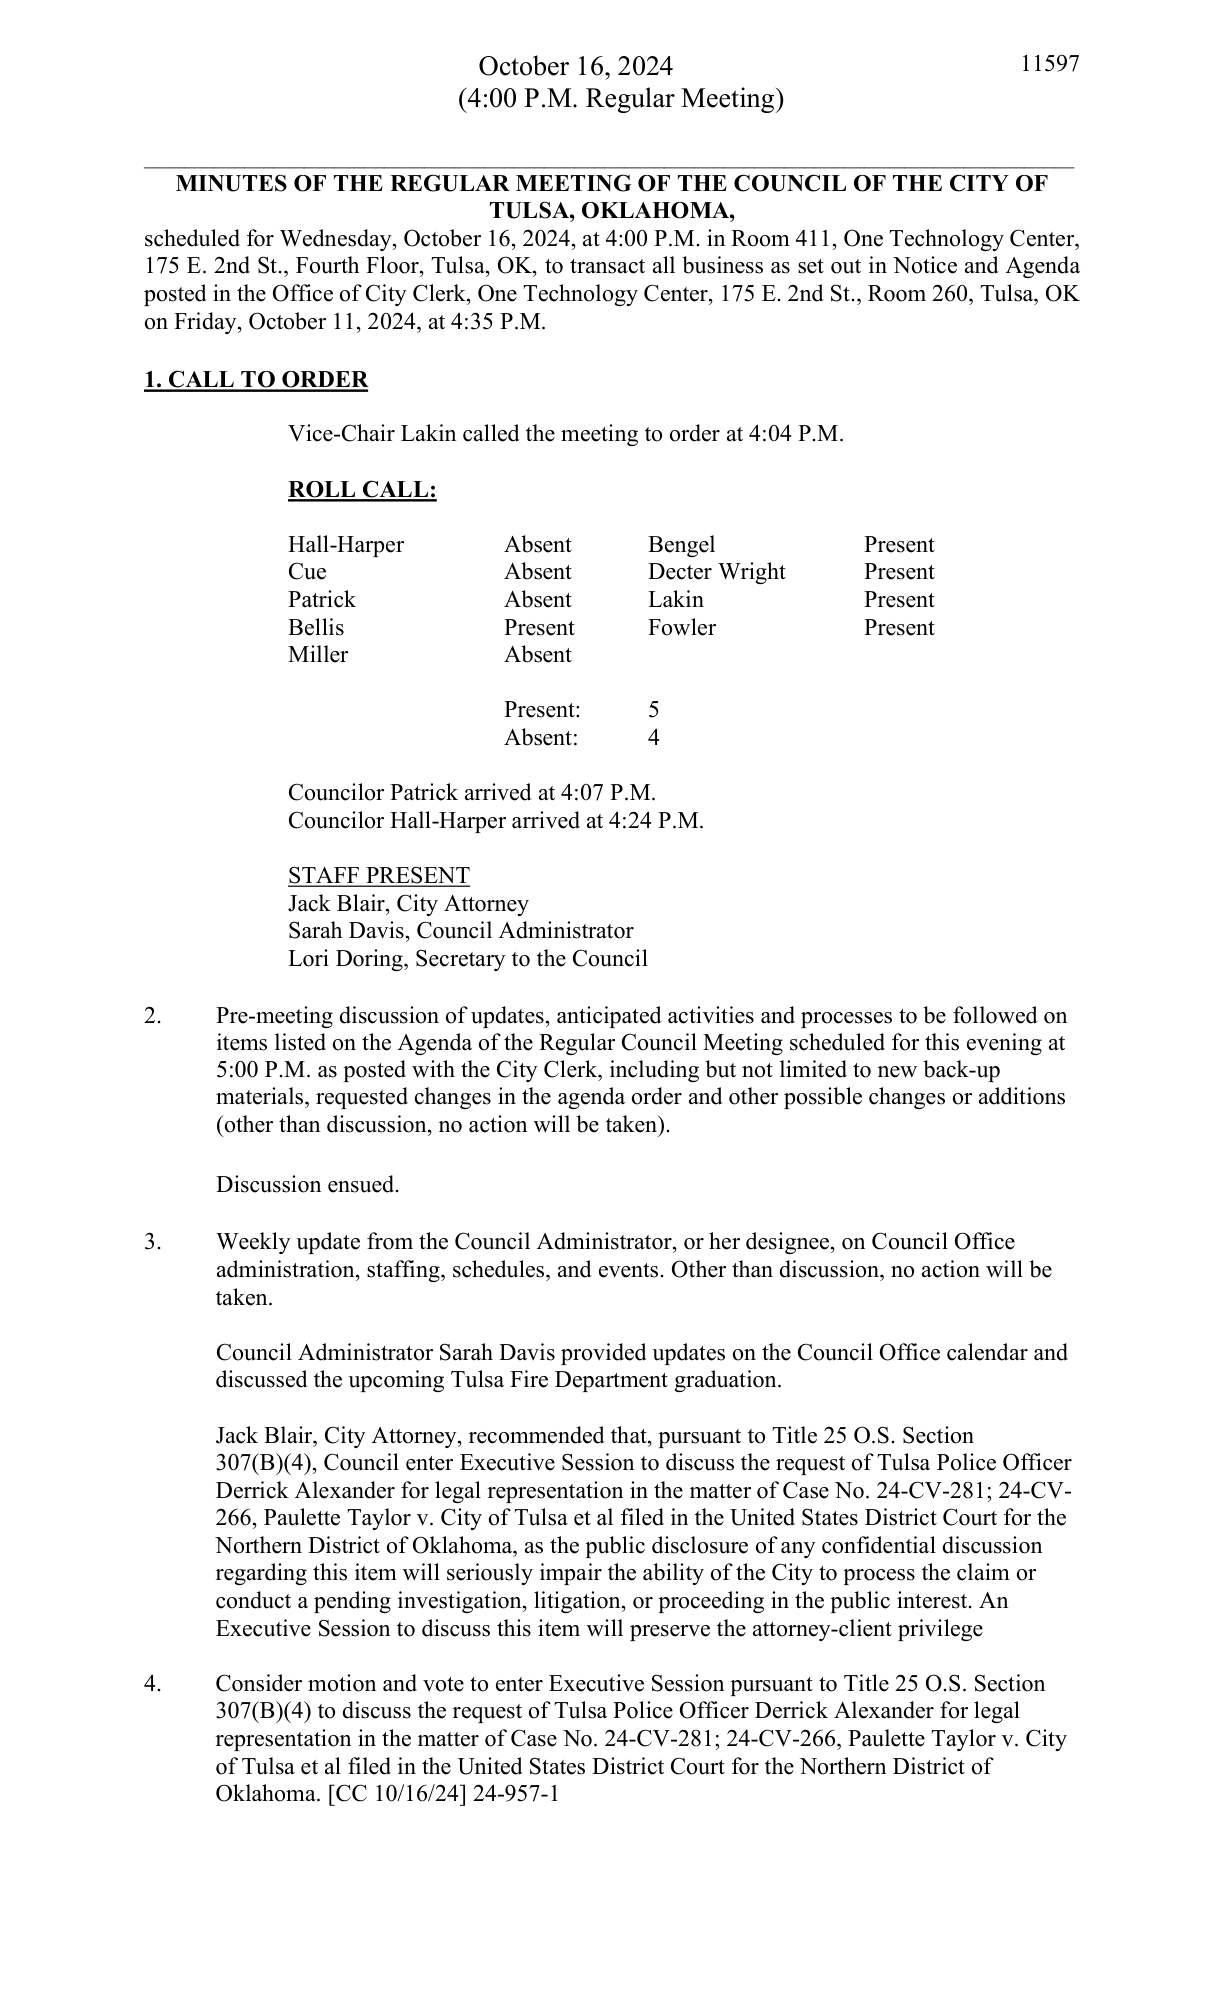 October 16, 2024 11597
(4:00 P.M. Regular Meeting)
MINUTES OF THE REGULAR MEETING OF THE COUNCIL OF THE CITY OF
TULSA, OKLAHOMA,
scheduled for Wednesday, October 16, 2024, at 4:00 P.M. in Room 411, One Technology Center,
175 E. 2nd St., Fourth Floor, Tulsa, OK, to transact all business as set out in Notice and Agenda
posted in the Office of City Clerk, One Technology Center, 175 E. 2nd St., Room 260, Tulsa, OK
on Friday, October 11, 2024, at 4:35 P.M.
1. CALL TO ORDER
Vice-Chair Lakin called the meeting to order at 4:04 P.M.
ROLL CALL:
Hall-Harper Absent Bengel Present
Cue Absent Decter Wright Present
Patrick Absent Lakin Present
Bellis Present Fowler Present
Miller Absent
Present: 5
Absent: 4
Councilor Patrick arrived at 4:07 P.M.
Councilor Hall-Harper arrived at 4:24 P.M.
STAFF PRESENT
Jack Blair, City Attorney
Sarah Davis, Council Administrator
Lori Doring, Secretary to the Council
2. Pre-meeting discussion of updates, anticipated activities and processes to be followed on
items listed on the Agenda of the Regular Council Meeting scheduled for this evening at
5:00 P.M. as posted with the City Clerk, including but not limited to new back-up
materials, requested changes in the agenda order and other possible changes or additions
(other than discussion, no action will be taken).
Discussion ensued.
3. Weekly update from the Council Administrator, or her designee, on Council Office
administration, staffing, schedules, and events. Other than discussion, no action will be
taken.
Council Administrator Sarah Davis provided updates on the Council Office calendar and
discussed the upcoming Tulsa Fire Department graduation.
Jack Blair, City Attorney, recommended that, pursuant to Title 25 O.S. Section
307(B)(4), Council enter Executive Session to discuss the request of Tulsa Police Officer
Derrick Alexander for legal representation in the matter of Case No. 24-CV-281; 24-CV-
266, Paulette Taylor v. City of Tulsa et al filed in the United States District Court for the
Northern District of Oklahoma, as the public disclosure of any confidential discussion
regarding this item will seriously impair the ability of the City to process the claim or
conduct a pending investigation, litigation, or proceeding in the public interest. An
Executive Session to discuss this item will preserve the attorney-client privilege
4. Consider motion and vote to enter Executive Session pursuant to Title 25 O.S. Section
307(B)(4) to discuss the request of Tulsa Police Officer Derrick Alexander for legal
representation in the matter of Case No. 24-CV-281; 24-CV-266, Paulette Taylor v. City
of Tulsa et al filed in the United States District Court for the Northern District of
Oklahoma. [CC 10/16/24] 24-957-1